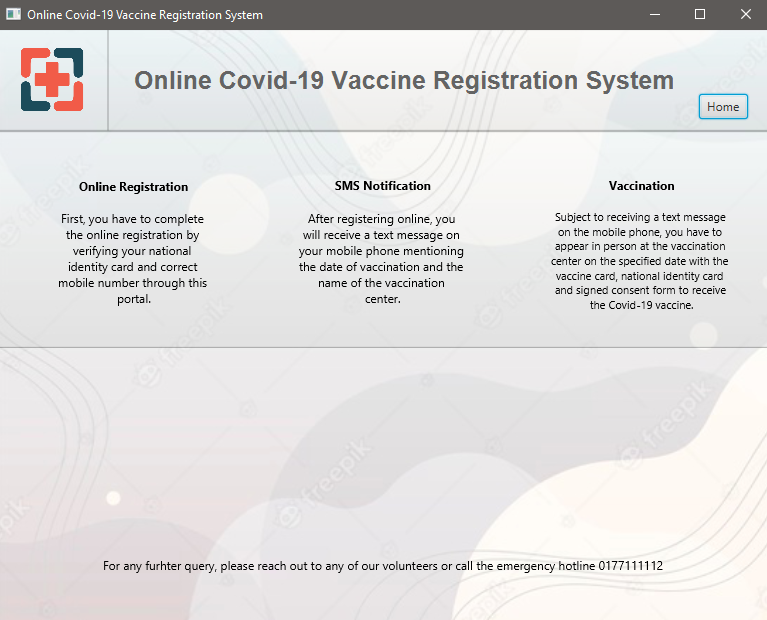 Online Covid-19 Vaccine Registration System
Online Covid-19 Vaccine Registration System
Home
Online Registration
First, you have to complete
the online registration by
verifying your national
identity card and correct
mobile number through this
portal.
SMS Notification
After registering online, you
will receive a text message on
your mobile phone mentioning
the date of vaccination and the
name of the vaccination
center.
Vaccination
Subject to receiving a text message
on the mobile phone, you have to
appear in person at the vaccination
center on the specified date with the
vaccine card, national identity card
and signed consent form to receive
the Covid-19 vaccine.
freepik
freepik
freepik
freepik
For any furhter query, please reach out to any of our volunteers or call the emergency hotline 0177111112